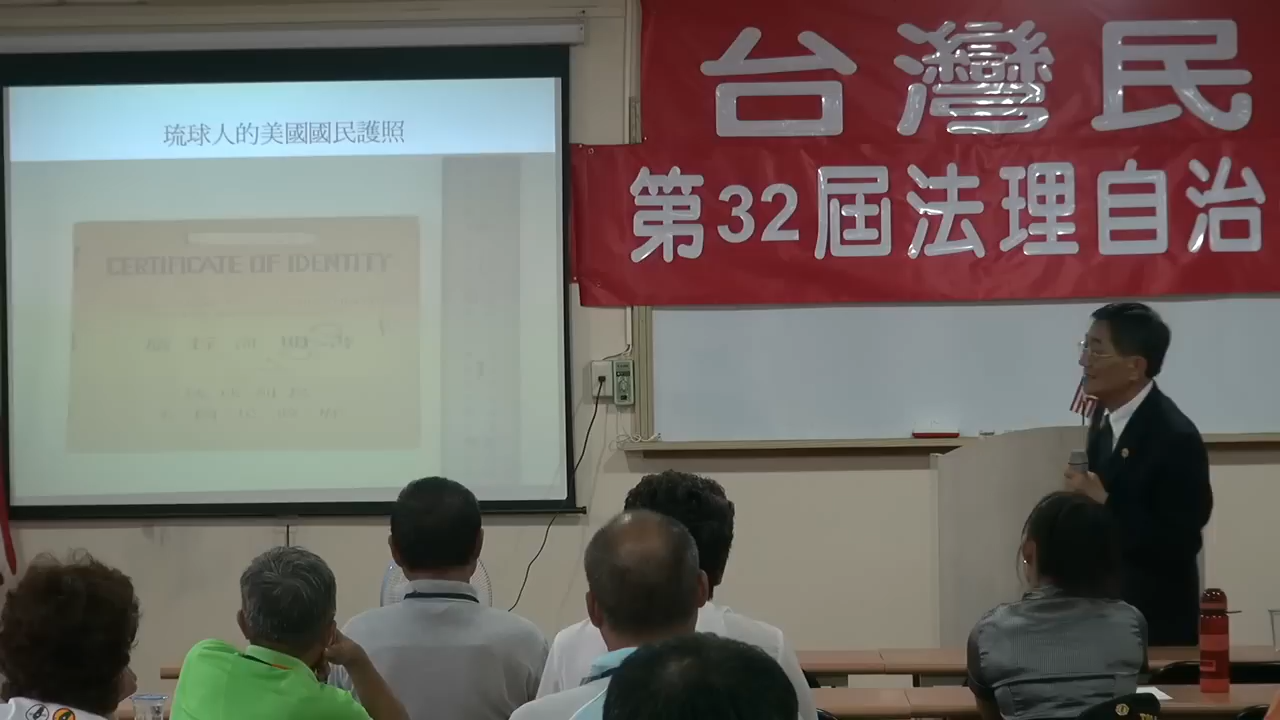 台灣民
第32屆法理自治
琉球人的美國國民護照
CERTIFICATE OF IDENTITY